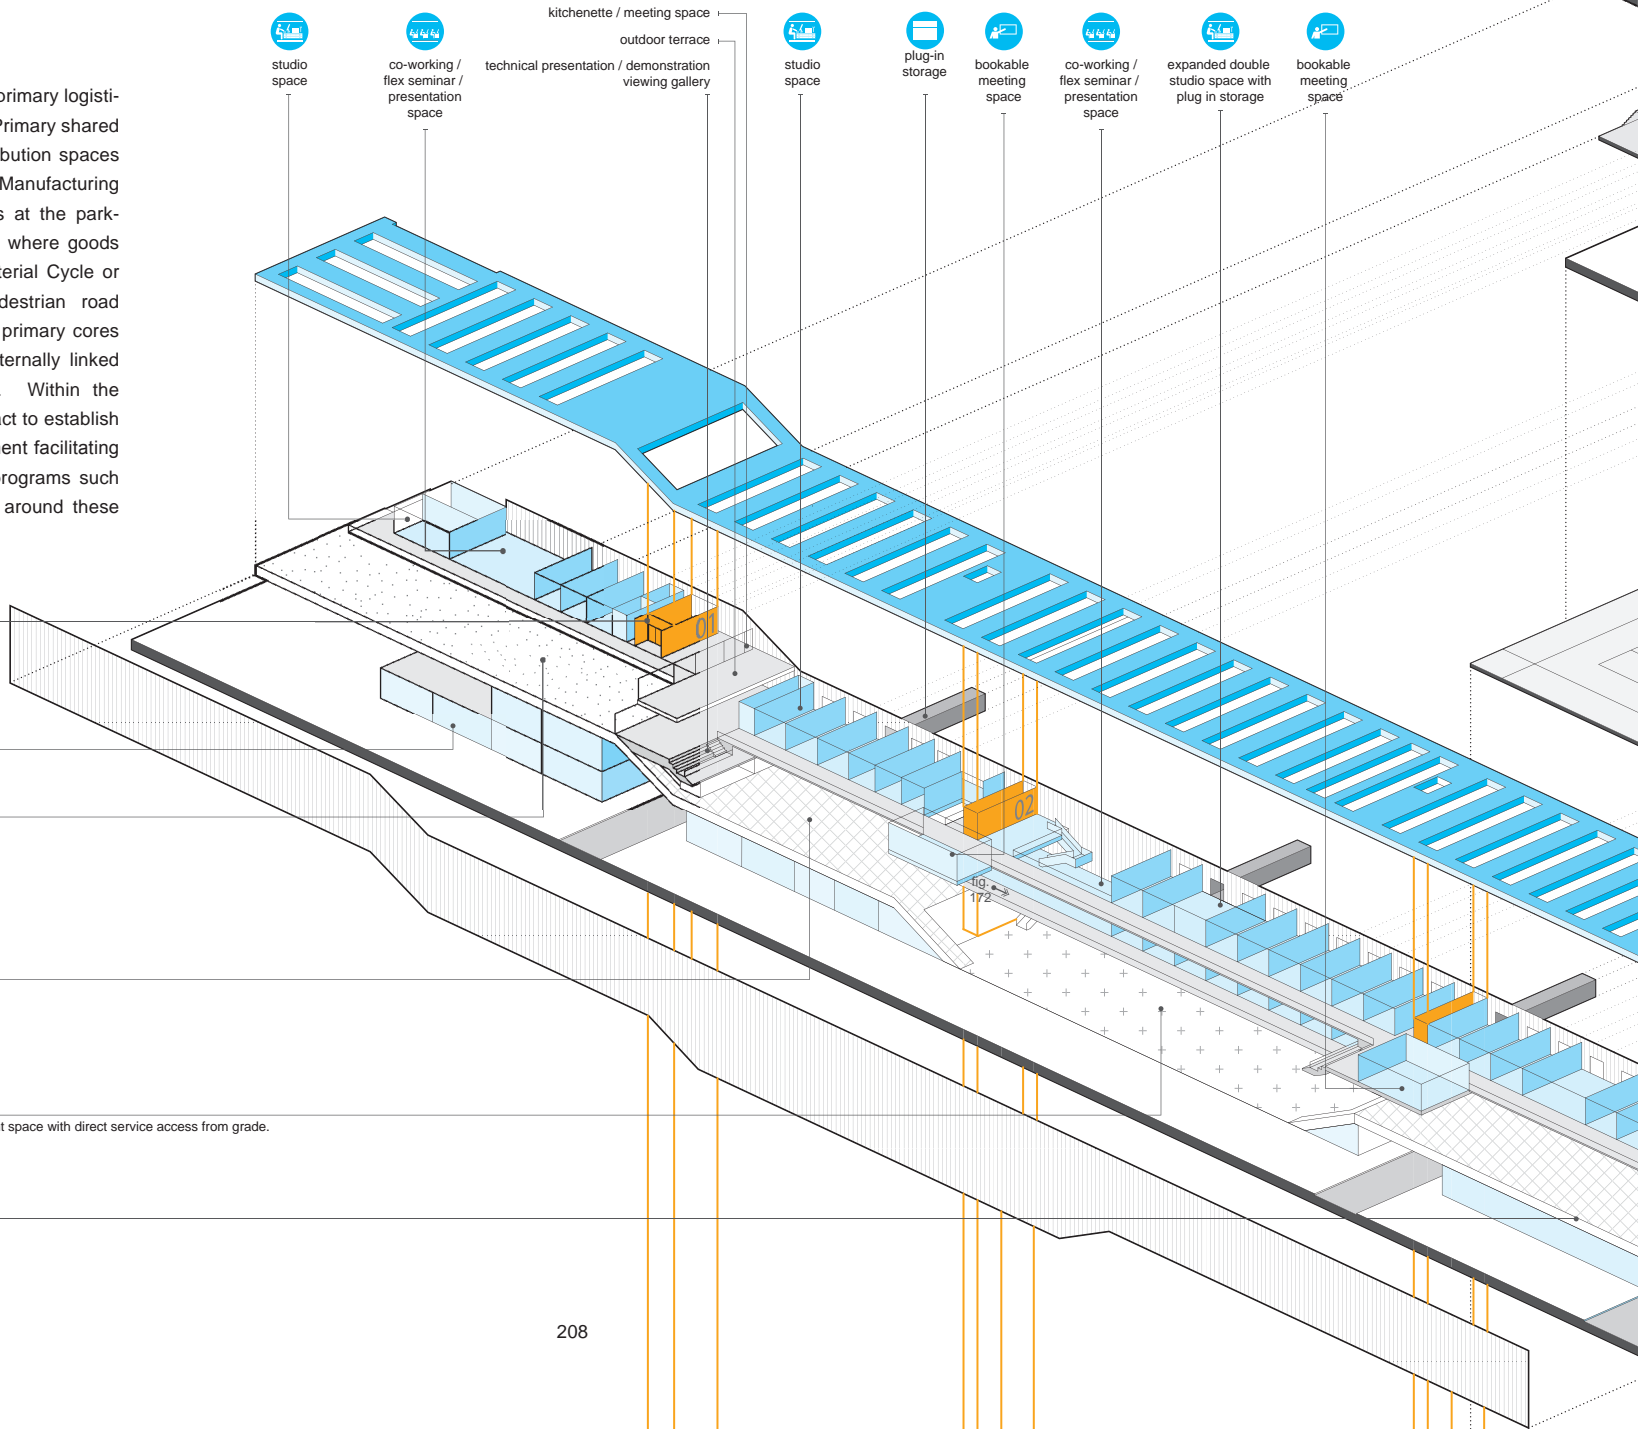 kitchenette / meeting space
outdoor terrace
technical presentation / demonstration
viewing gallery
studio
space
co-working /
flex seminar /
presentation
space
studio
space
plug-in
storage
bookable
meeting
space
co-working /
flex seminar /
presentation
space
expanded double
studio space with
plug in storage
bookable
meeting
space
primary logisti-
Primary shared
bution spaces
Manufacturing
s at the park-
where goods
terial Cycle or
destrian road
primary cores
ternally linked
. Within the
act to establish
nent facilitating
programs such
around these
01
02
fig.
172
t space with direct service access from grade.
208